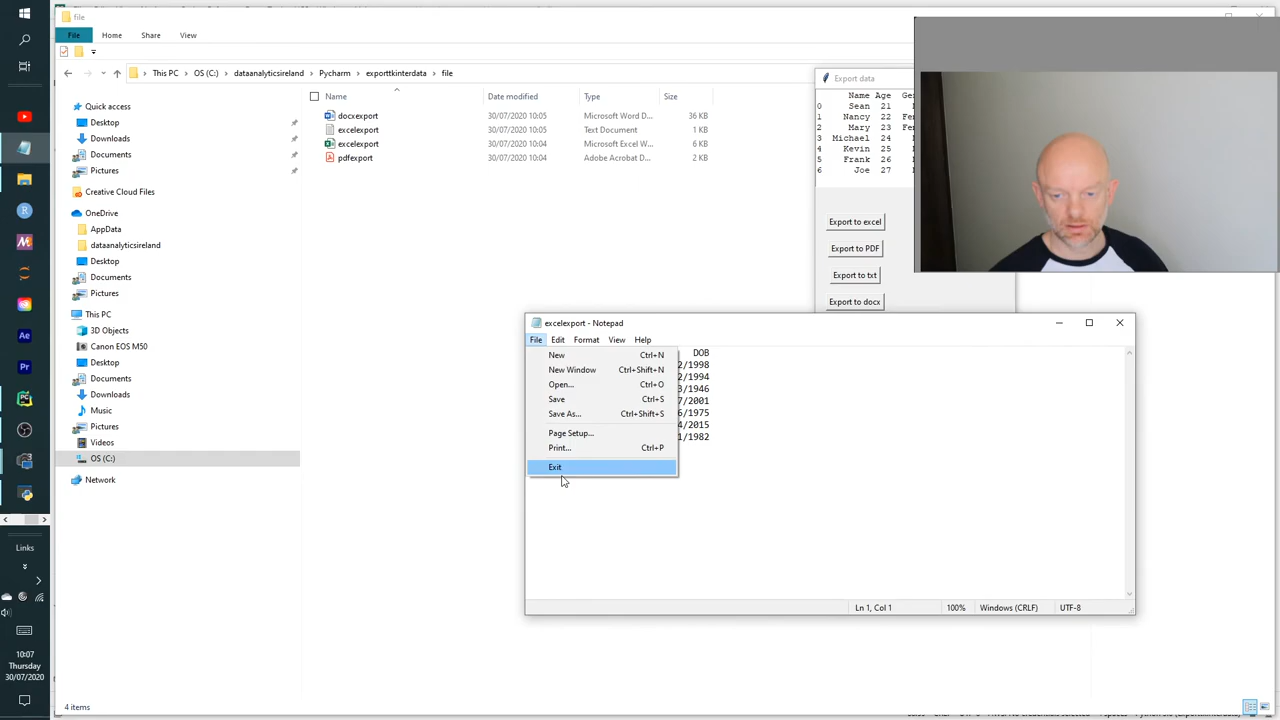 file
File Home Share View
This PC > OS (C:) > dataanalyticsireland > Pycharm > exporttkinterdata > file
Name Date modified Type Size
docxexport 30/07/2020 10:05 Microsoft Word D... 36 KB
excelexport 30/07/2020 10:05 Text Document 1 KB
excelexport 30/07/2020 10:04 Microsoft Excel W... 6 KB
pdfexport 30/07/2020 10:04 Adobe Acrobat D... 2 KB
Quick access
Desktop
Downloads
Documents
Pictures
Creative Cloud Files
OneDrive
AppData
dataanalyticsireland
Desktop
Documents
Pictures
This PC
3D Objects
Canon EOS M50
Desktop
Documents
Downloads
Music
Pictures
Videos
OS (C:)
Network
4 items
Export data
Name Age
0 Sean 21
1 Nancy 22
2 Mary 23
3 Michael 24
4 Kevin 25
5 Frank 26
6 Joe 27
Export to excel
Export to PDF
Export to txt
Export to docx
excelexport - Notepad
File Edit Format View Help
New Ctrl+N
New Window Ctrl+Shift+N
Open... Ctrl+O
Save Ctrl+S
Save As... Ctrl+Shift+S
Page Setup...
Print... Ctrl+P
Exit
DOB
2/1998
2/1994
3/1946
7/2001
6/1975
4/2015
1/1982
Ln 1, Col 1 100% Windows (CRLF) UTF-8
Links
10:07
Thursday
30/07/2020